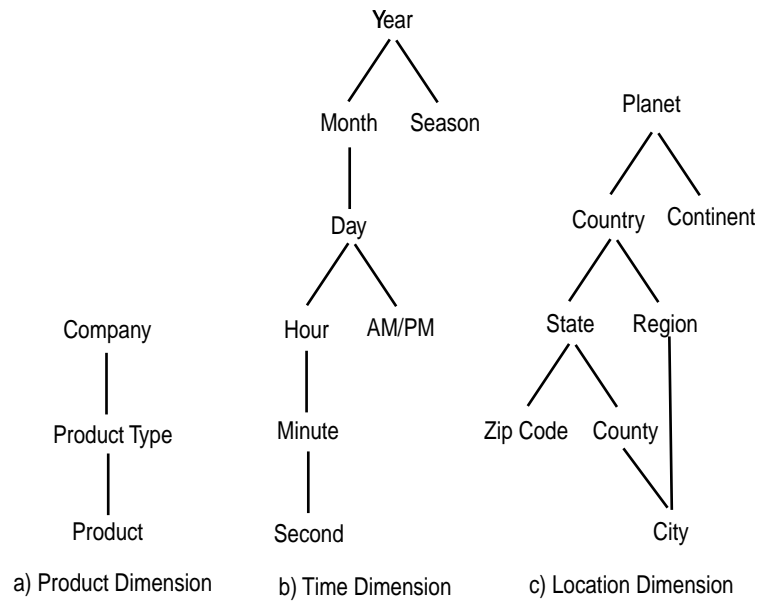 Year
Month Season
Planet
Day
Country Continent
Company
Hour AM/PM
State Region
Product Type
Minute
Zip Code County
Product
Second
City
a) Product Dimension
b) Time Dimension
c) Location Dimension